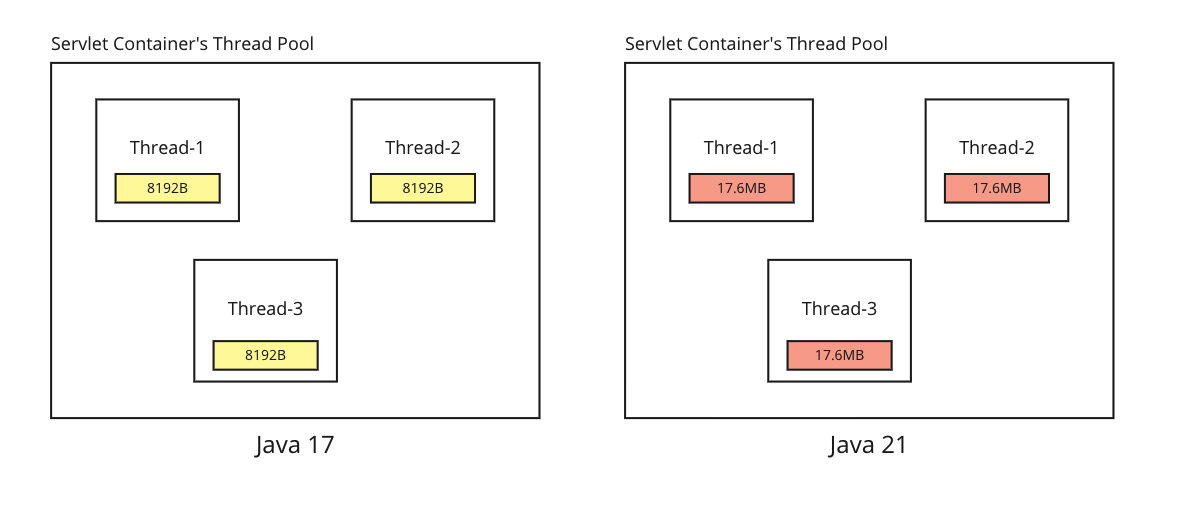 Servlet Container's Thread Pool
Thread-1
8192B
Thread-2
8192B
Thread-3
8192B
Java 17
Servlet Container's Thread Pool
Thread-1
17.6MB
Thread-2
17.6MB
Thread-3
17.6MB
Java 21